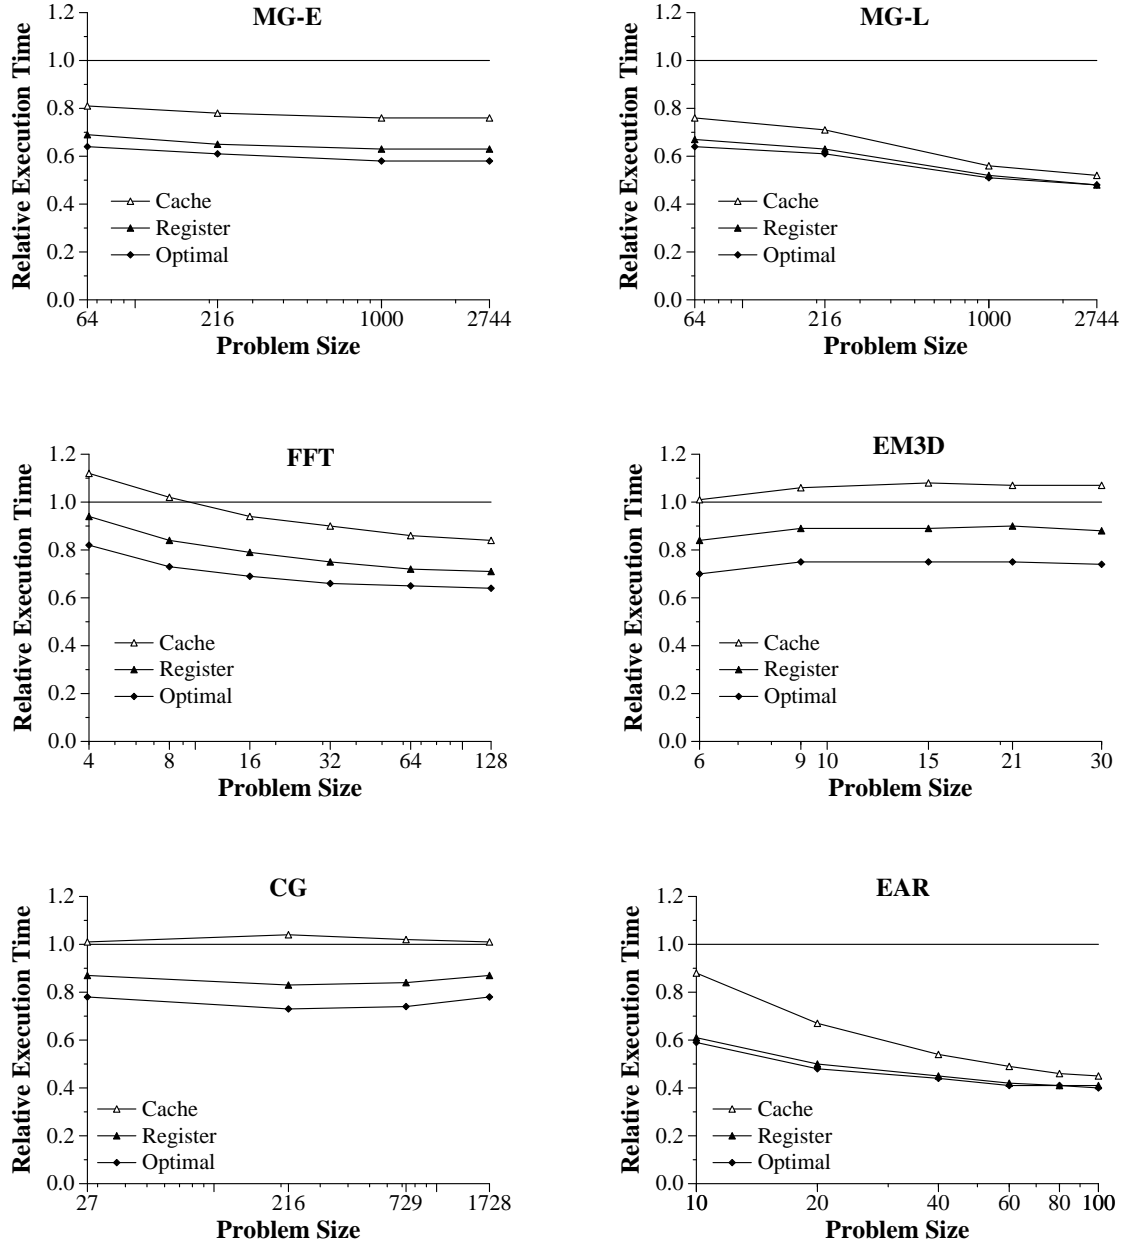 MG-E
Relative Execution Time
1.2
1.0
0.8
0.6
0.4
0.2
0.0
Cache
Register
Optimal
64 216 1000 2744
Problem Size
MG-L
Relative Execution Time
1.2
1.0
0.8
0.6
0.4
0.2
0.0
Cache
Register
Optimal
64 216 1000 2744
Problem Size
FFT
Relative Execution Time
1.2
1.0
0.8
0.6
0.4
0.2
0.0
Cache
Register
Optimal
4 8 16 32 64 128
Problem Size
EM3D
Relative Execution Time
1.2
1.0
0.8
0.6
0.4
0.2
0.0
Cache
Register
Optimal
6 9 10 15 21 30
Problem Size
CG
Relative Execution Time
1.2
1.0
0.8
0.6
0.4
0.2
0.0
Cache
Register
Optimal
27 216 729 1728
Problem Size
EAR
Relative Execution Time
1.2
1.0
0.8
0.6
0.4
0.2
0.0
Cache
Register
Optimal
10 20 40 60 80 100
Problem Size